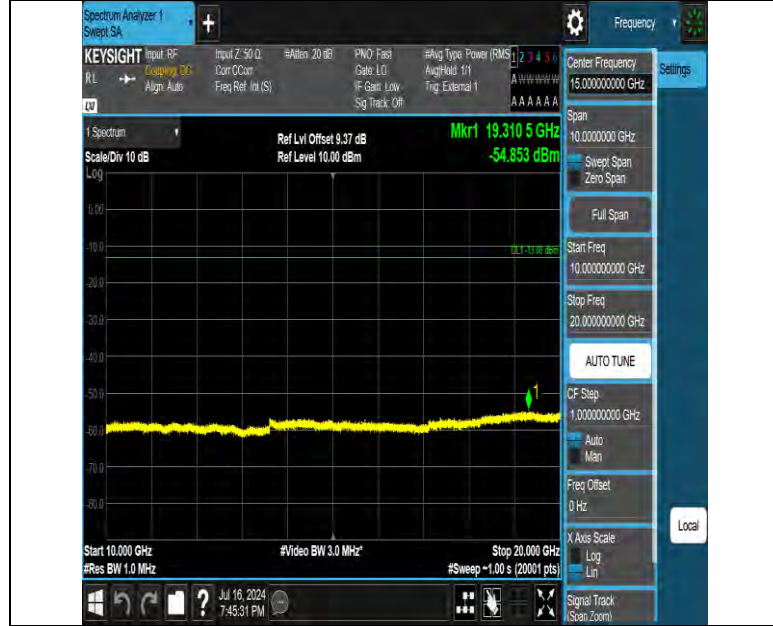 Spectrum Analyzer 1
Swept SA
+
Frequency
KEYSIGHT
RL
Input: RF
Coupling: DC
Align: Auto
Input Z: 50 Ω
Corr CCorr
Freq Ref: Int (S)
#Atten: 20 dB
PNO: Fast
Gate: LO
IF Gain: Low
Sig Track: Off
#Avg Type: Power (RMS
Avg|Hold: 1/1
Trig: External 1
1 2 3 4 5 6
A W W W W W
A A A A A A
LXI
1 Spectrum
Scale/Div 10 dB
Ref Lvl Offset 9.37 dB
Ref Level 10.00 dBm
Mkr1 19.310 5 GHz
-54.853 dBm
Log
0.00
-10.0
-20.0
-30.0
-40.0
-50.0
-60.0
-70.0
-80.0
DL1 -13.00 dBm
1
Start 10.000 GHz
#Res BW 1.0 MHz
#Video BW 3.0 MHz*
Stop 20.000 GHz
#Sweep ~1.00 s (20001 pts)
?
Jul 16, 2024
7:45:31 PM
Center Frequency
15.000000000 GHz
Span
10.0000000 GHz
Swept Span
Zero Span
Full Span
Start Freq
10.000000000 GHz
Stop Freq
20.000000000 GHz
AUTO TUNE
CF Step
1.000000000 GHz
Auto
Man
Freq Offset
0 Hz
X Axis Scale
Log
Lin
Signal Track
(Span Zoom)
Settings
Local